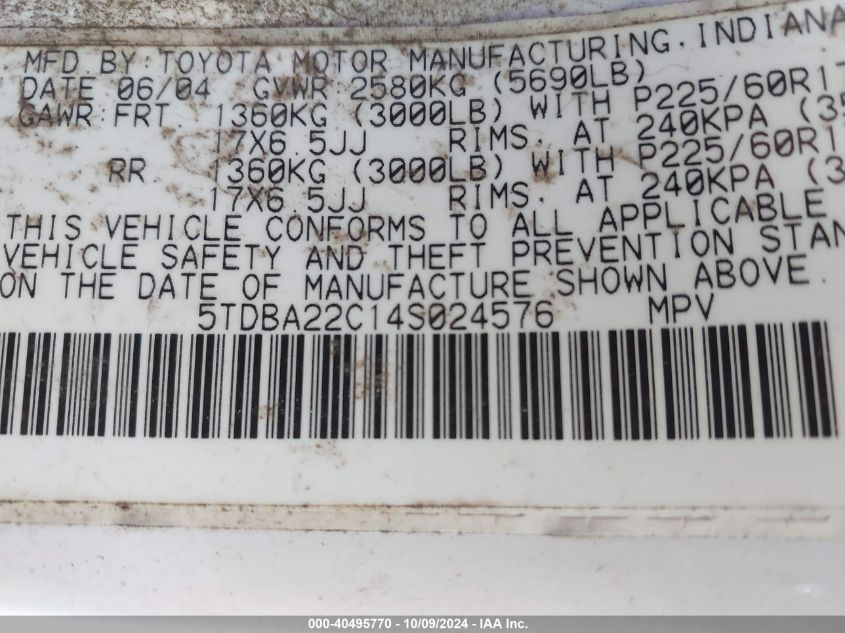 MFD BY: TOYOTA MOTOR MANUFACTURING, INDIANA
DATE 06/04 GVWR 2580KG (5690LB)
GAWR:FRT 1360KG (3000LB) WITH P225/60R17
17X6.5JJ RIMS, AT 240KPA (35
RR 1360KG (3000LB) WITH P225/60R1
17X6.5JJ RIMS, AT 240KPA (3
THIS VEHICLE CONFORMS TO ALL APPLICABLE
VEHICLE SAFETY AND THEFT PREVENTION STAN
ON THE DATE OF MANUFACTURE SHOWN ABOVE.
5TDBA22C14S024576 MPV
000-40495770 - 10/09/2024 - IAA Inc.